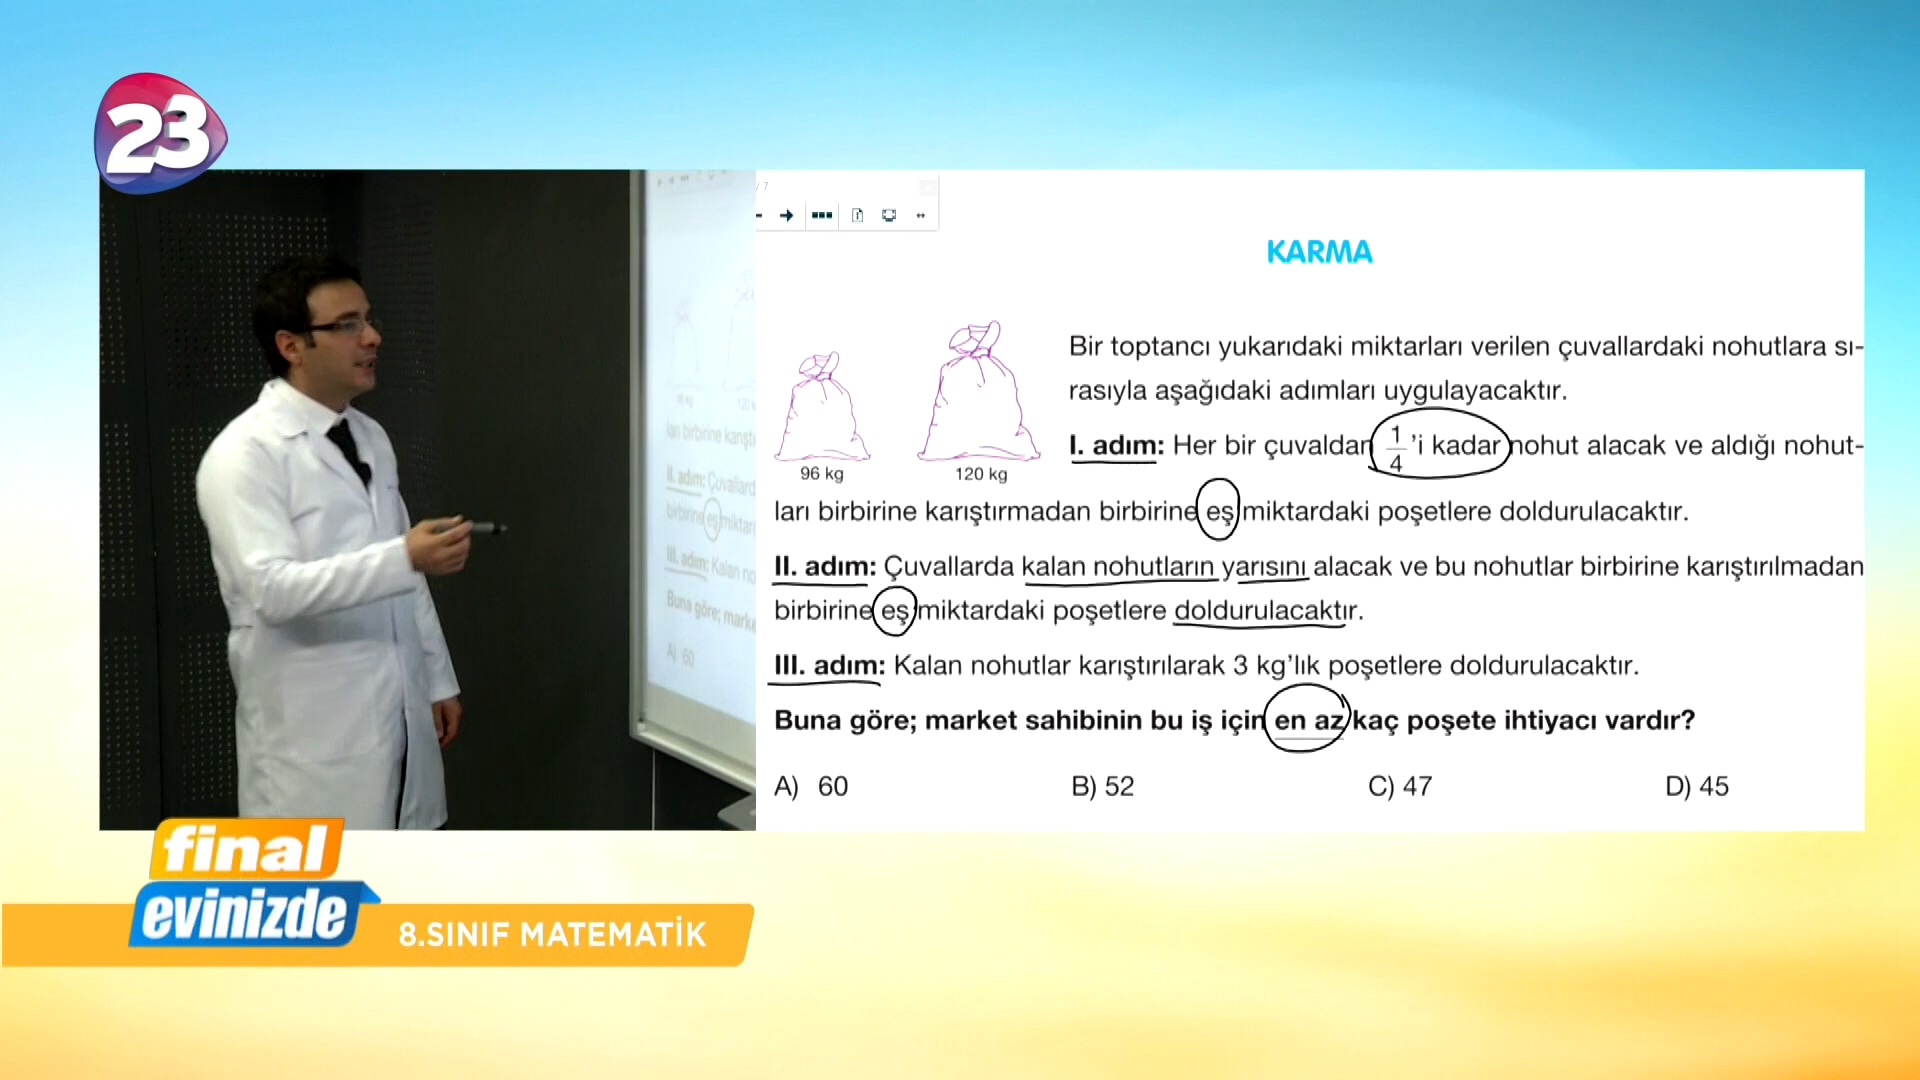 23
/ 7
KARMA
Bir toptancı yukarıdaki miktarları verilen çuvallardaki nohutlara sı-
rasıyla aşağıdaki adımları uygulayacaktır.
I. adım: Her bir çuvaldan 1/4 'i kadar nohut alacak ve aldığı nohut-
96 kg
120 kg
ları birbirine karıştırmadan birbirine eş miktardaki poşetlere doldurulacaktır.
II. adım: Çuvallarda kalan nohutların yarısını alacak ve bu nohutlar birbirine karıştırılmadan
birbirine eş miktardaki poşetlere doldurulacaktır.
III. adım: Kalan nohutlar karıştırılarak 3 kg'lık poşetlere doldurulacaktır.
Buna göre; market sahibinin bu iş için en az kaç poşete ihtiyacı vardır?
A) 60
B) 52
C) 47
D) 45
final
evinizde
8.SINIF MATEMATİK